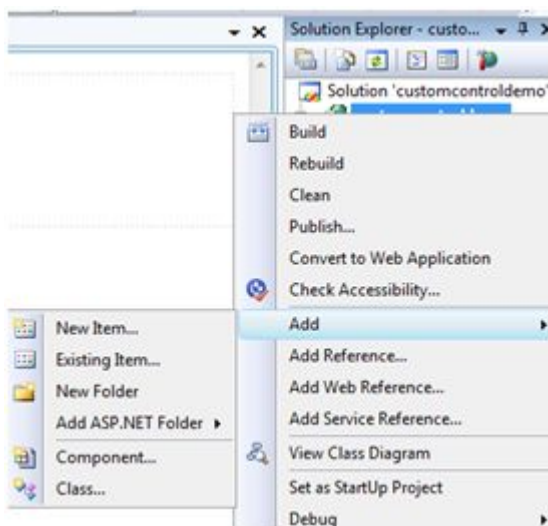 Solution Explorer - custo...
Solution 'customcontroldemo'
Build
Rebuild
Clean
Publish...
Convert to Web Application
Check Accessibility...
Add
Add Reference...
Add Web Reference...
Add Service Reference...
View Class Diagram
Set as StartUp Project
Debug
New Item...
Existing Item...
New Folder
Add ASP.NET Folder
Component...
Class...